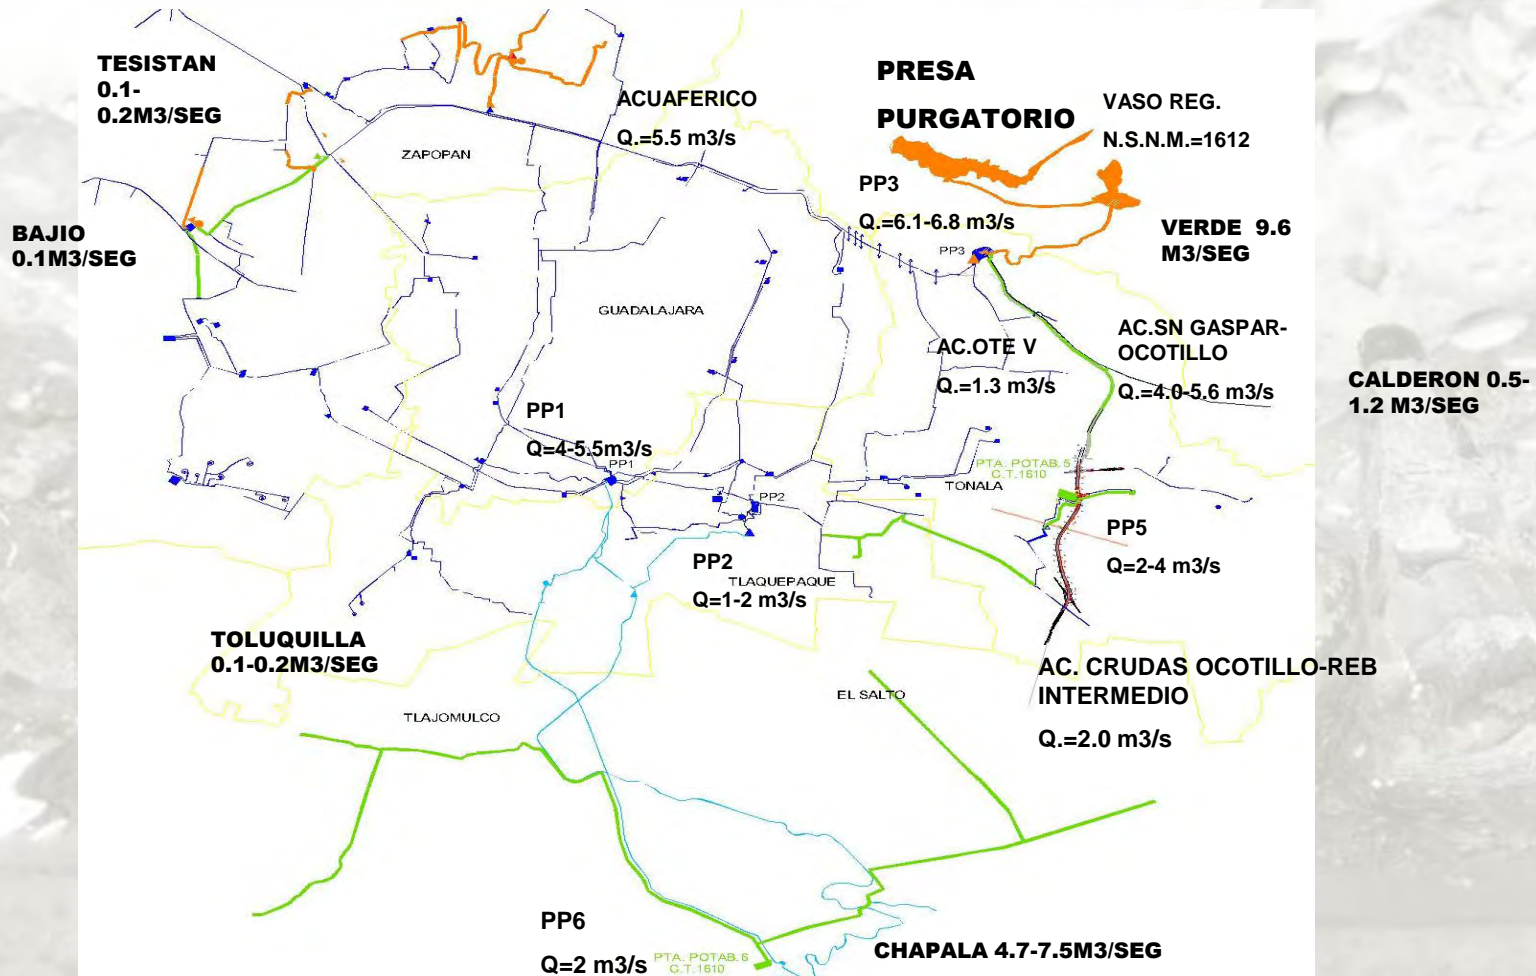 TESISTAN
0.1-
0.2M3/SEG
ACUAFERICO
Q.=5.5 m3/s
ZAPOPAN
PRESA
PURGATORIO
VASO REG.
N.S.N.M.=1612
PP3
Q.=6.1-6.8 m3/s
PP3
VERDE 9.6
M3/SEG
BAJIO
0.1M3/SEG
GUADALAJARA
AC.OTE V
Q.=1.3 m3/s
AC.SN GASPAR-
OCOTILLO
Q.=4.0-5.6 m3/s
CALDERON 0.5-
1.2 M3/SEG
PP1
Q=4-5.5m3/s
PP1
PTA. POTAB. 5
C.T.1610
TONALA
PP2
PP5
Q=2-4 m3/s
PP2
TLAQUEPAQUE
Q=1-2 m3/s
TOLUQUILLA
0.1-0.2M3/SEG
AC. CRUDAS OCOTILLO-REB
INTERMEDIO
Q.=2.0 m3/s
EL SALTO
TLAJOMULCO
PP6
Q=2 m3/s
PTA. POTAB. 6
C.T.1610
CHAPALA 4.7-7.5M3/SEG